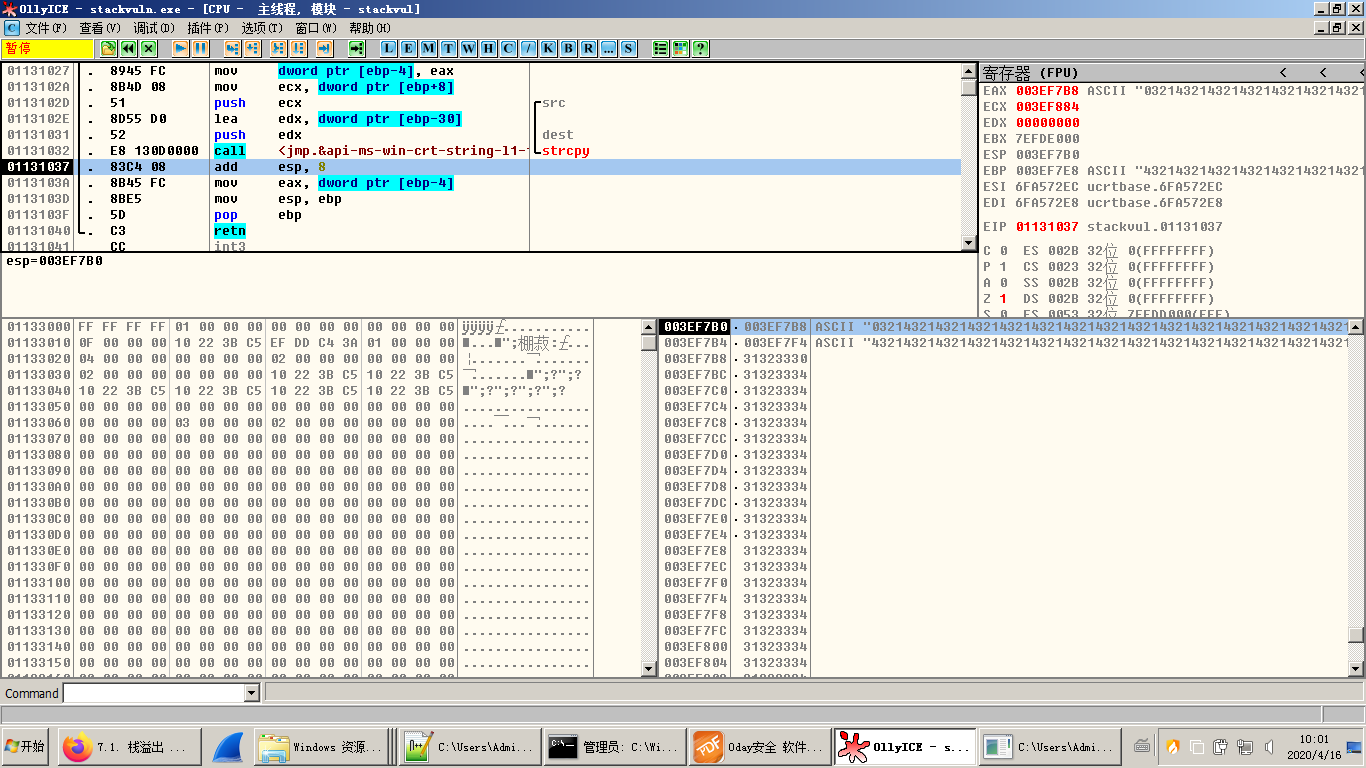 OllyICE - stackvuln.exe - [CPU - 主线程, 模块 - stackvul]
C 文件(F) 查看(V) 调试(D) 插件(P) 选项(T) 窗口(W) 帮助(H)
暂停 L E M T W H C / K B R ... S ?
01131027 . 8945 FC mov dword ptr [ebp-4], eax
0113102A . 8B4D 08 mov ecx, dword ptr [ebp+8]
0113102D . 51 push ecx src
0113102E . 8D55 D0 lea edx, dword ptr [ebp-30]
01131031 . 52 push edx dest
01131032 . E8 130D0000 call <jmp.&api-ms-win-crt-string-l1- strcpy
01131037 . 83C4 08 add esp, 8
0113103A . 8B45 FC mov eax, dword ptr [ebp-4]
0113103D . 8BE5 mov esp, ebp
0113103F . 5D pop ebp
01131040 . C3 retn
01131041 CC int3
esp=003EF7B0
寄存器 (FPU) < < <
EAX 003EF7B8 ASCII "0321432143214321432143214321
ECX 003EF884
EDX 00000000
EBX 7EFDE000
ESP 003EF7B0
EBP 003EF7E8 ASCII "4321432143214321432143214321
ESI 6FA572EC ucrtbase.6FA572EC
EDI 6FA572E8 ucrtbase.6FA572E8
EIP 01131037 stackvul.01131037
C 0 ES 002B 32位 0(FFFFFFFF)
P 1 CS 0023 32位 0(FFFFFFFF)
A 0 SS 002B 32位 0(FFFFFFFF)
Z 1 DS 002B 32位 0(FFFFFFFF)
S 0 FS 0053 32位 7EFDD000(FFF)
01133000 FF FF FF FF 01 00 00 00 00 00 00 00 00 00 00 00
01133010 0F 00 00 00 10 22 3B C5 EF DD C4 3A 01 00 00 00
01133020 04 00 00 00 00 00 00 00 02 00 00 00 00 00 00 00
01133030 02 00 00 00 00 00 00 00 10 22 3B C5 10 22 3B C5
01133040 10 22 3B C5 10 22 3B C5 10 22 3B C5 10 22 3B C5
01133050 00 00 00 00 00 00 00 00 00 00 00 00 00 00 00 00
01133060 00 00 00 00 03 00 00 00 02 00 00 00 00 00 00 00
01133070 00 00 00 00 00 00 00 00 00 00 00 00 00 00 00 00
01133080 00 00 00 00 00 00 00 00 00 00 00 00 00 00 00 00
01133090 00 00 00 00 00 00 00 00 00 00 00 00 00 00 00 00
011330A0 00 00 00 00 00 00 00 00 00 00 00 00 00 00 00 00
011330B0 00 00 00 00 00 00 00 00 00 00 00 00 00 00 00 00
011330C0 00 00 00 00 00 00 00 00 00 00 00 00 00 00 00 00
011330D0 00 00 00 00 00 00 00 00 00 00 00 00 00 00 00 00
011330E0 00 00 00 00 00 00 00 00 00 00 00 00 00 00 00 00
011330F0 00 00 00 00 00 00 00 00 00 00 00 00 00 00 00 00
01133100 00 00 00 00 00 00 00 00 00 00 00 00 00 00 00 00
01133110 00 00 00 00 00 00 00 00 00 00 00 00 00 00 00 00
01133120 00 00 00 00 00 00 00 00 00 00 00 00 00 00 00 00
01133130 00 00 00 00 00 00 00 00 00 00 00 00 00 00 00 00
01133140 00 00 00 00 00 00 00 00 00 00 00 00 00 00 00 00
01133150 00 00 00 00 00 00 00 00 00 00 00 00 00 00 00 00
003EF7B0 . 003EF7B8 ASCII "03214321432143214321432143214321432143214321432143214321
003EF7B4 . 003EF7F4 ASCII "43214321432143214321432143214321432143214321432143214321
003EF7B8 . 31323330
003EF7BC . 31323334
003EF7C0 . 31323334
003EF7C4 . 31323334
003EF7C8 . 31323334
003EF7CC . 31323334
003EF7D0 . 31323334
003EF7D4 . 31323334
003EF7D8 . 31323334
003EF7DC . 31323334
003EF7E0 . 31323334
003EF7E4 . 31323334
003EF7E8 31323334
003EF7EC 31323334
003EF7F0 31323334
003EF7F4 31323334
003EF7F8 31323334
003EF7FC 31323334
003EF800 31323334
003EF804 31323334
Command
开始 7.1. 栈溢出 ... Windows 资源... C:\Users\Admi... 管理员: C:\Wi... PDF 0day安全 软件... OllyICE - s... C:\Users\Admi... 10:01
2020/4/16